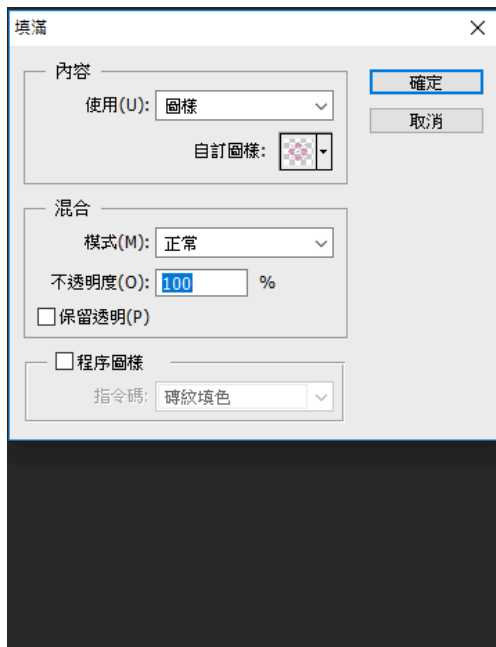 填滿
內容
確定
使用(U): 圖樣
取消
自訂圖樣:
混合
模式(M): 正常
不透明度(O): 100 %
保留透明(P)
程序圖樣
指令碼: 磚紋填色